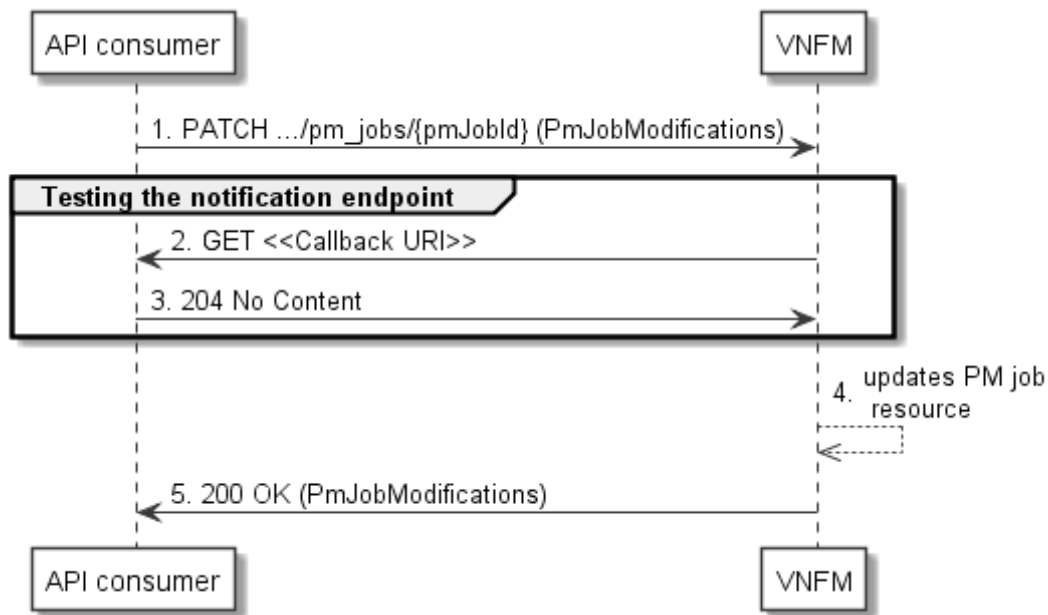 API consumer
VNFM
1. PATCH .../pm_jobs/{pmJobId} (PmJobModifications)
Testing the notification endpoint
2. GET <<Callback URI>>
3. 204 No Content
4. updates PM job
resource
5. 200 OK (PmJobModifications)
API consumer
VNFM